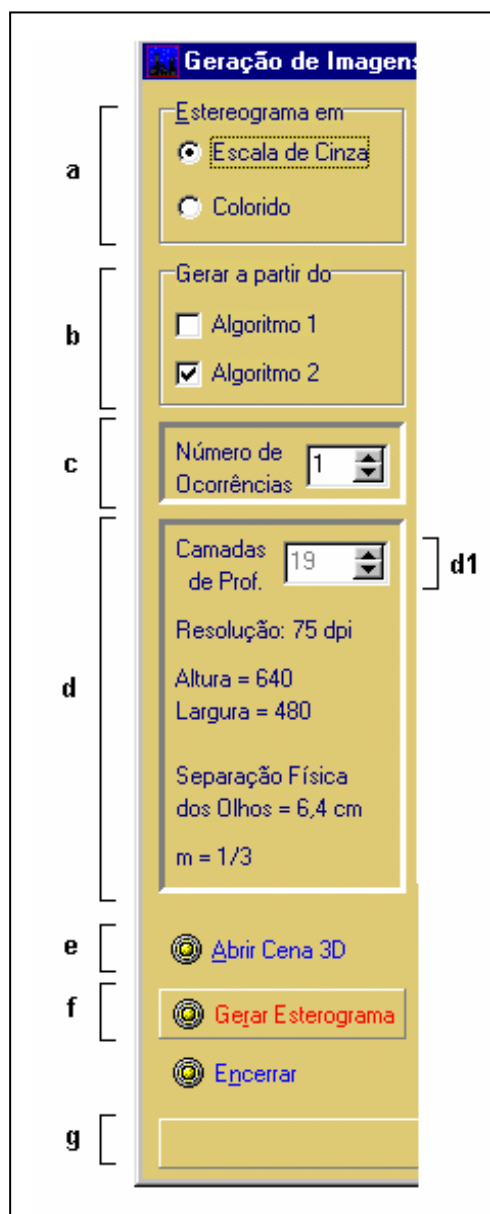 Geração de Imagens
a
Estereograma em
Escala de Cinza
Colorido
b
Gerar a partir do
Algoritmo 1
Algoritmo 2
c
Número de 1
Ocorrências
d
Camadas 19
de Prof.
d1
Resolução: 75 dpi
Altura = 640
Largura = 480
Separação Física
dos Olhos = 6,4 cm
m = 1/3
e
Abrir Cena 3D
f
Gerar Esterograma
Encerrar
g